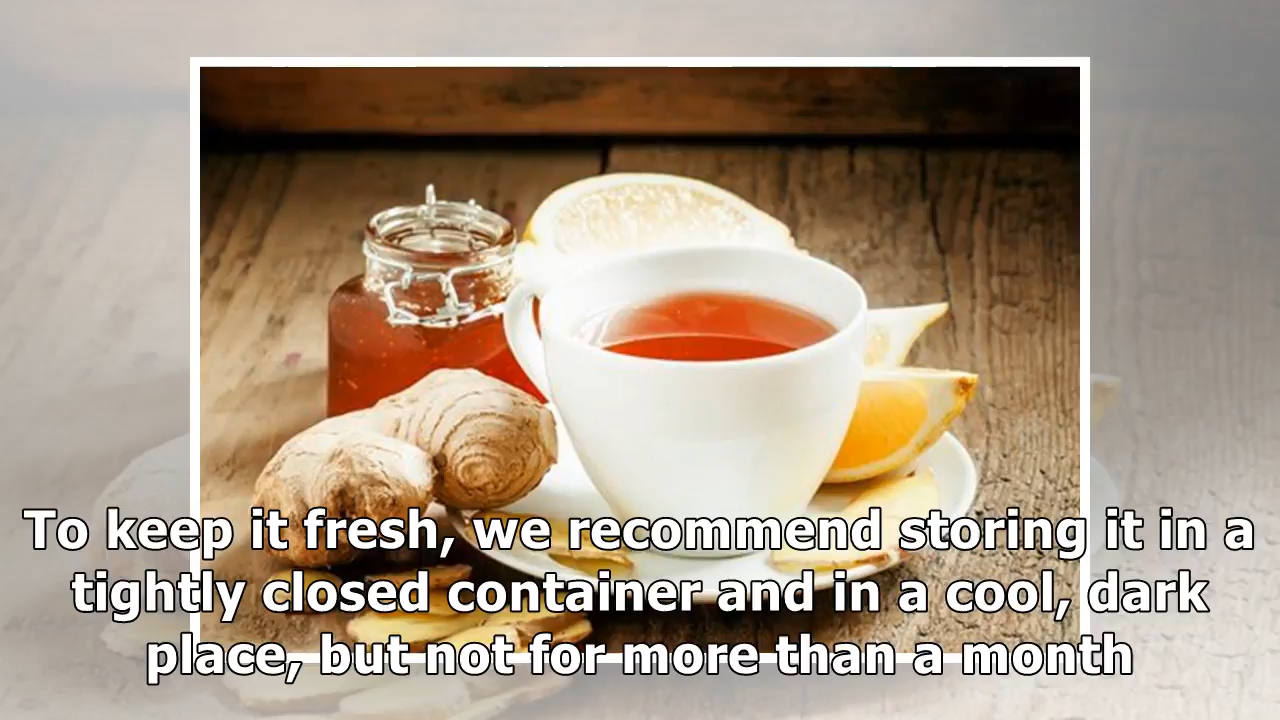 To keep it fresh, we recommend storing it in a
tightly closed container and in a cool, dark
place, but not for more than a month